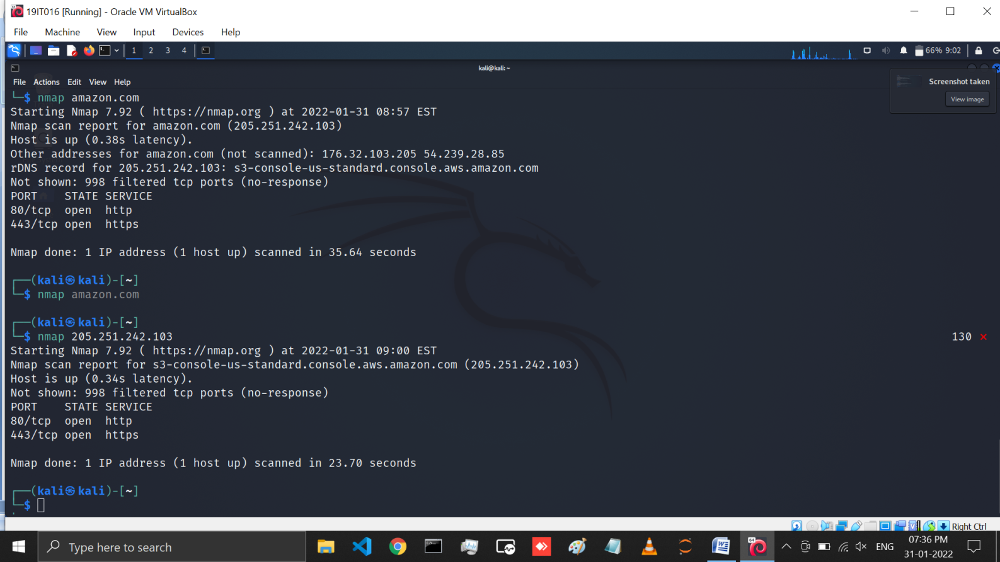 19IT016 [Running] - Oracle VM VirtualBox
File Machine View Input Devices Help
1 2 3 4 66% 9:02
kali@kali: ~
File Actions Edit View Help
Screenshot taken
View image
└─$ nmap amazon.com
Starting Nmap 7.92 ( https://nmap.org ) at 2022-01-31 08:57 EST
Nmap scan report for amazon.com (205.251.242.103)
Host is up (0.38s latency).
Other addresses for amazon.com (not scanned): 176.32.103.205 54.239.28.85
rDNS record for 205.251.242.103: s3-console-us-standard.console.aws.amazon.com
Not shown: 998 filtered tcp ports (no-response)
PORT    STATE SERVICE
80/tcp  open  http
443/tcp open  https
Nmap done: 1 IP address (1 host up) scanned in 35.64 seconds
┌──(kali㉿kali)-[~]
└─$ nmap amazon.com
┌──(kali㉿kali)-[~]
└─$ nmap 205.251.242.103 130 ⨯
Starting Nmap 7.92 ( https://nmap.org ) at 2022-01-31 09:00 EST
Nmap scan report for s3-console-us-standard.console.aws.amazon.com (205.251.242.103)
Host is up (0.34s latency).
Not shown: 998 filtered tcp ports (no-response)
PORT    STATE SERVICE
80/tcp  open  http
443/tcp open  https
Nmap done: 1 IP address (1 host up) scanned in 23.70 seconds
┌──(kali㉿kali)-[~]
└─$
Right Ctrl
Type here to search
ENG
07:36 PM
31-01-2022